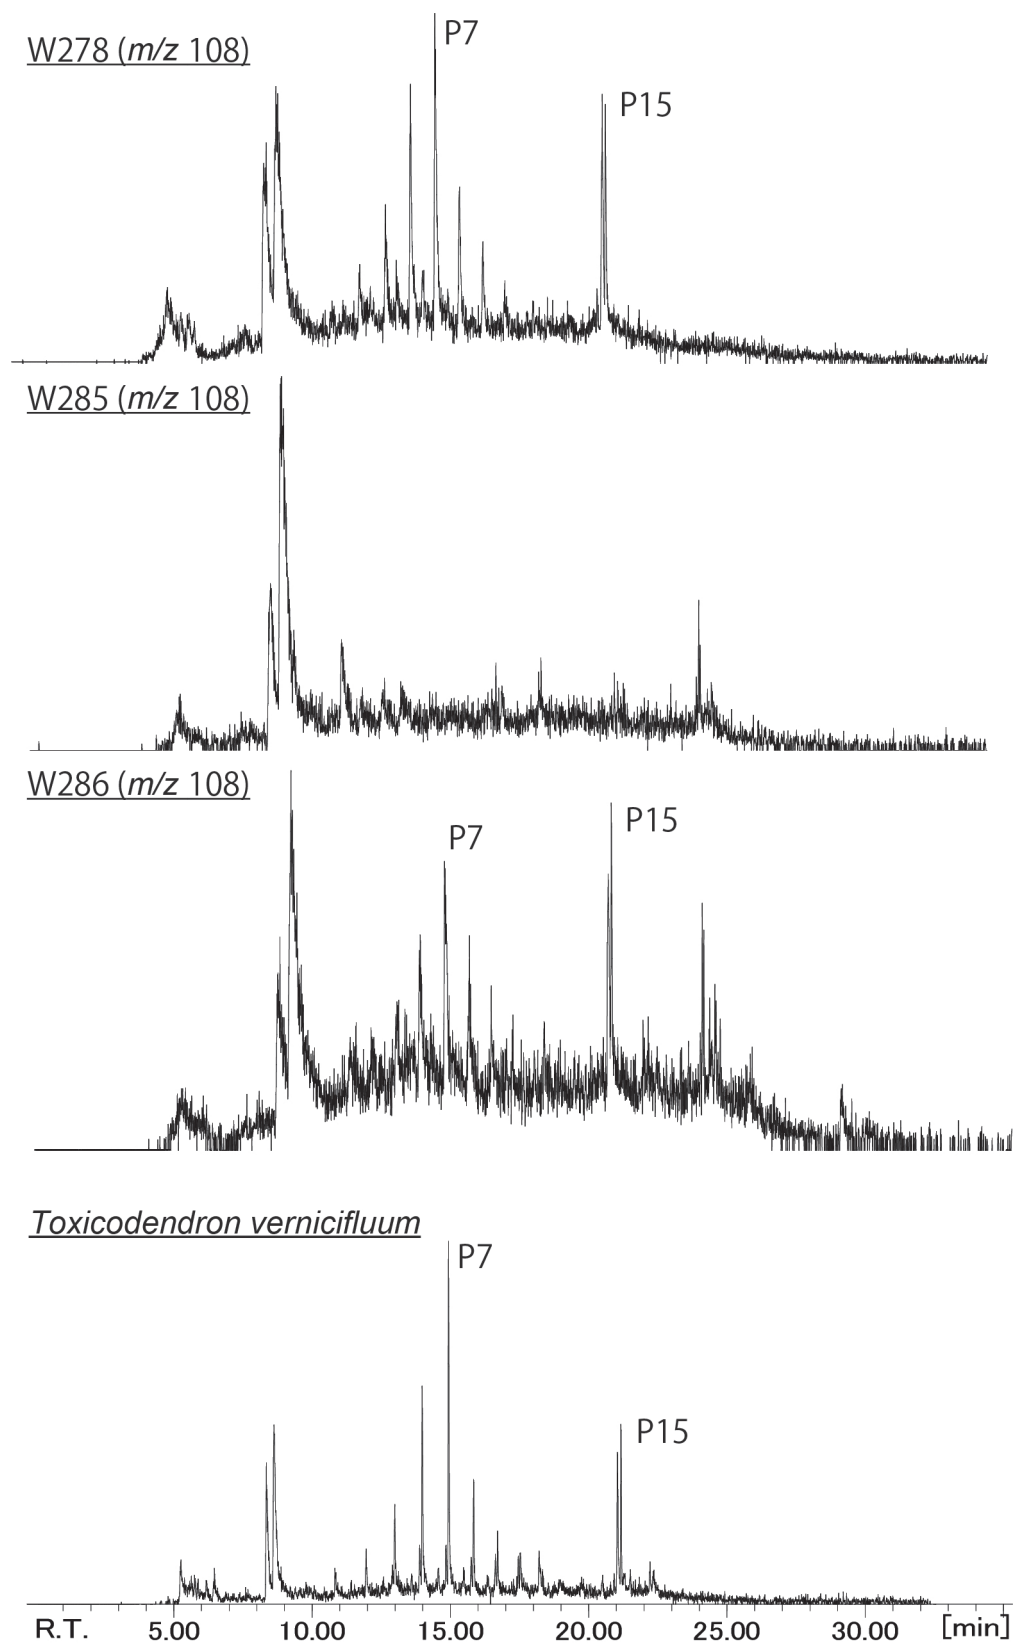 W278 (m/z 108)
P7
P15
W285 (m/z 108)
W286 (m/z 108)
P7
P15
Toxicodendron vernicifluum
P7
P15
R.T. 5.00 10.00 15.00 20.00 25.00 30.00 [min]